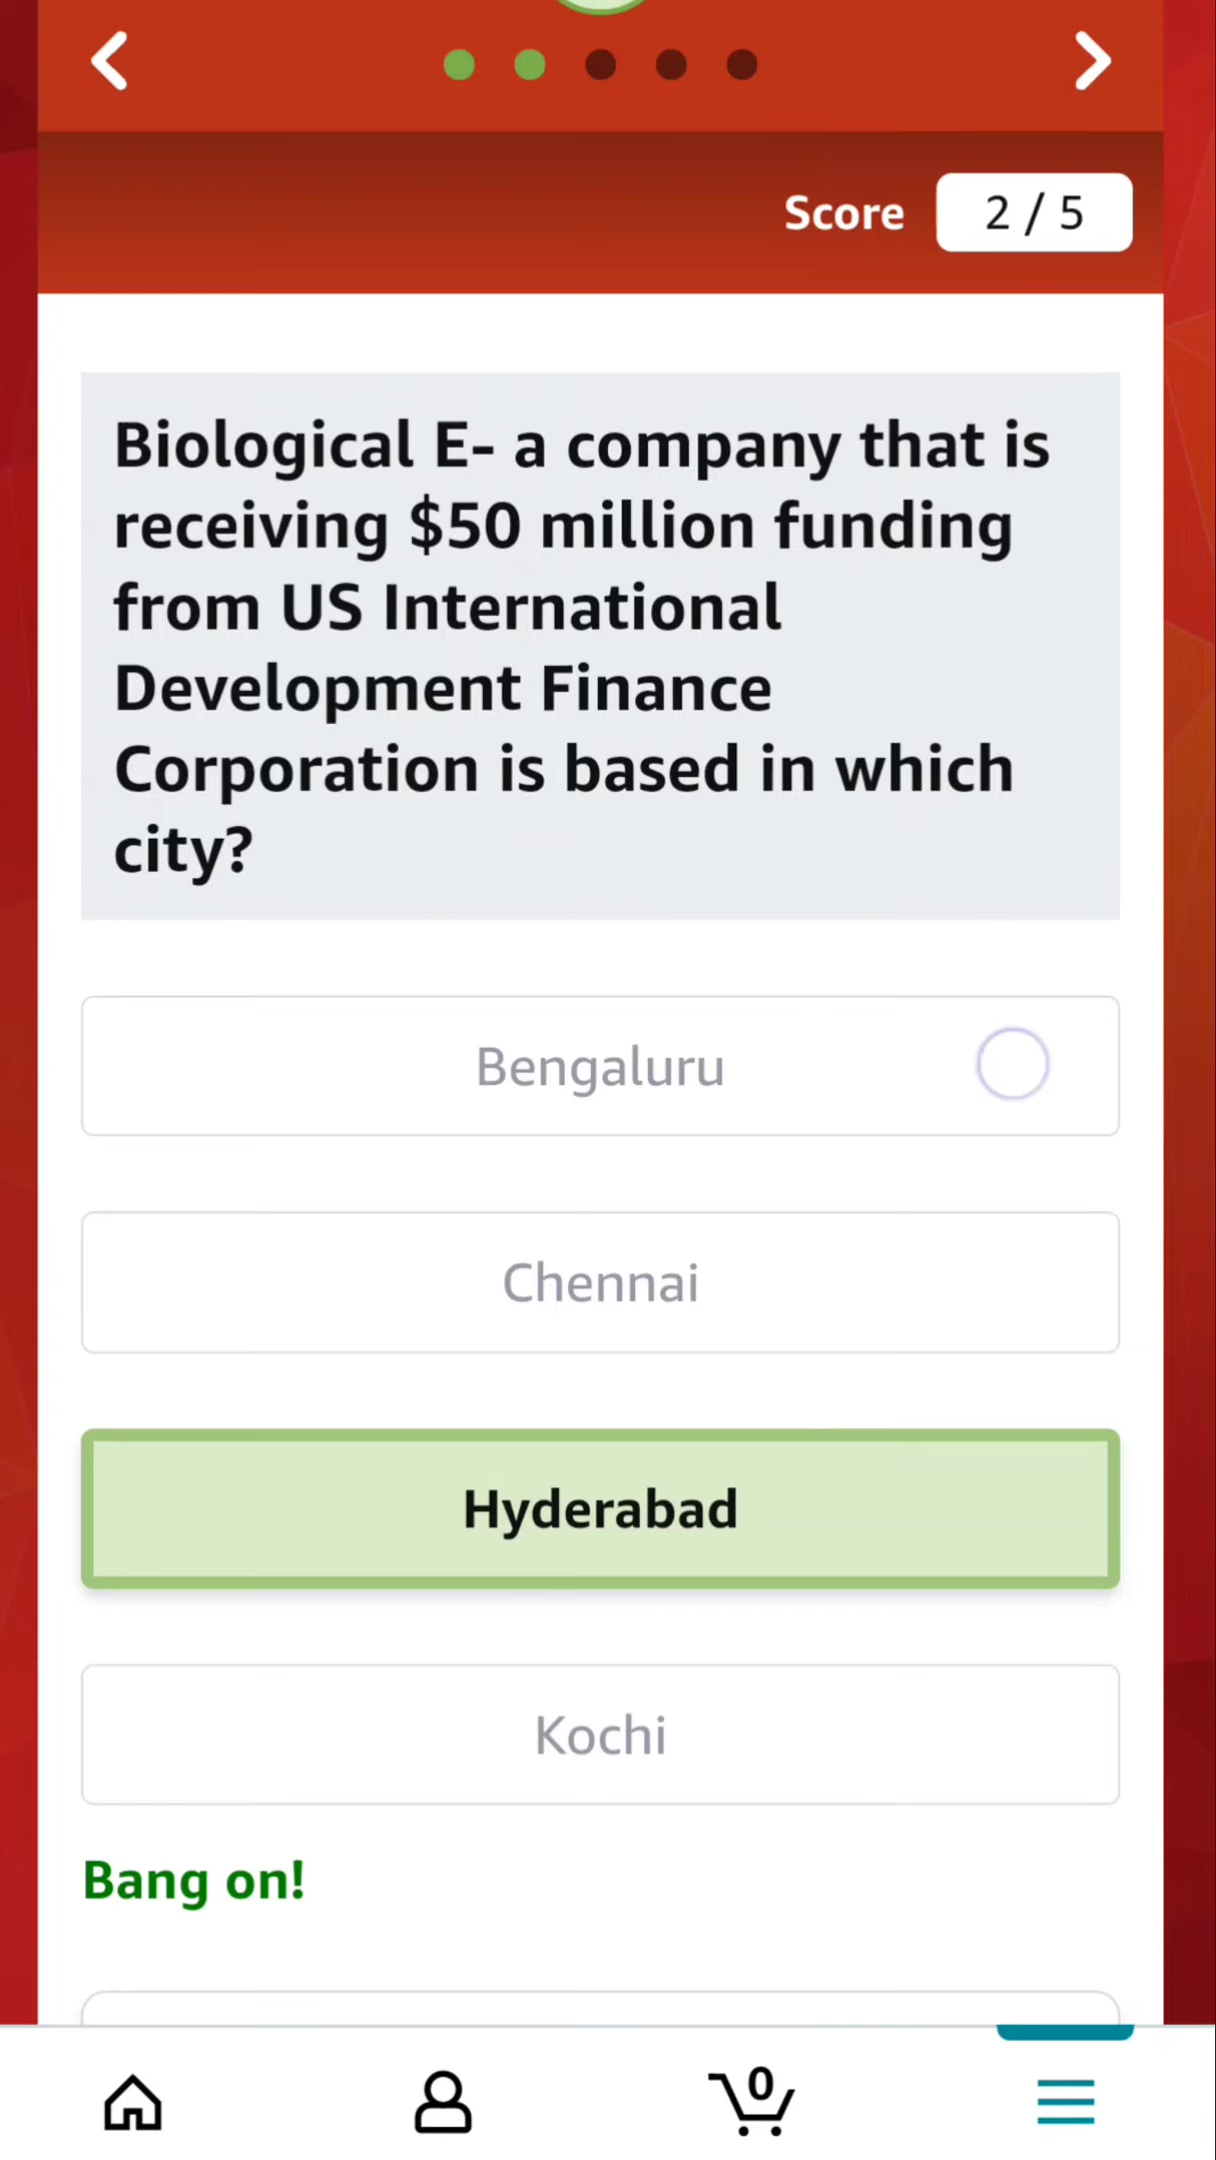 Score 2 / 5
Biological E- a company that is
receiving $50 million funding
from US International
Development Finance
Corporation is based in which
city?
Bengaluru
Chennai
Hyderabad
Kochi
Bang on!
0